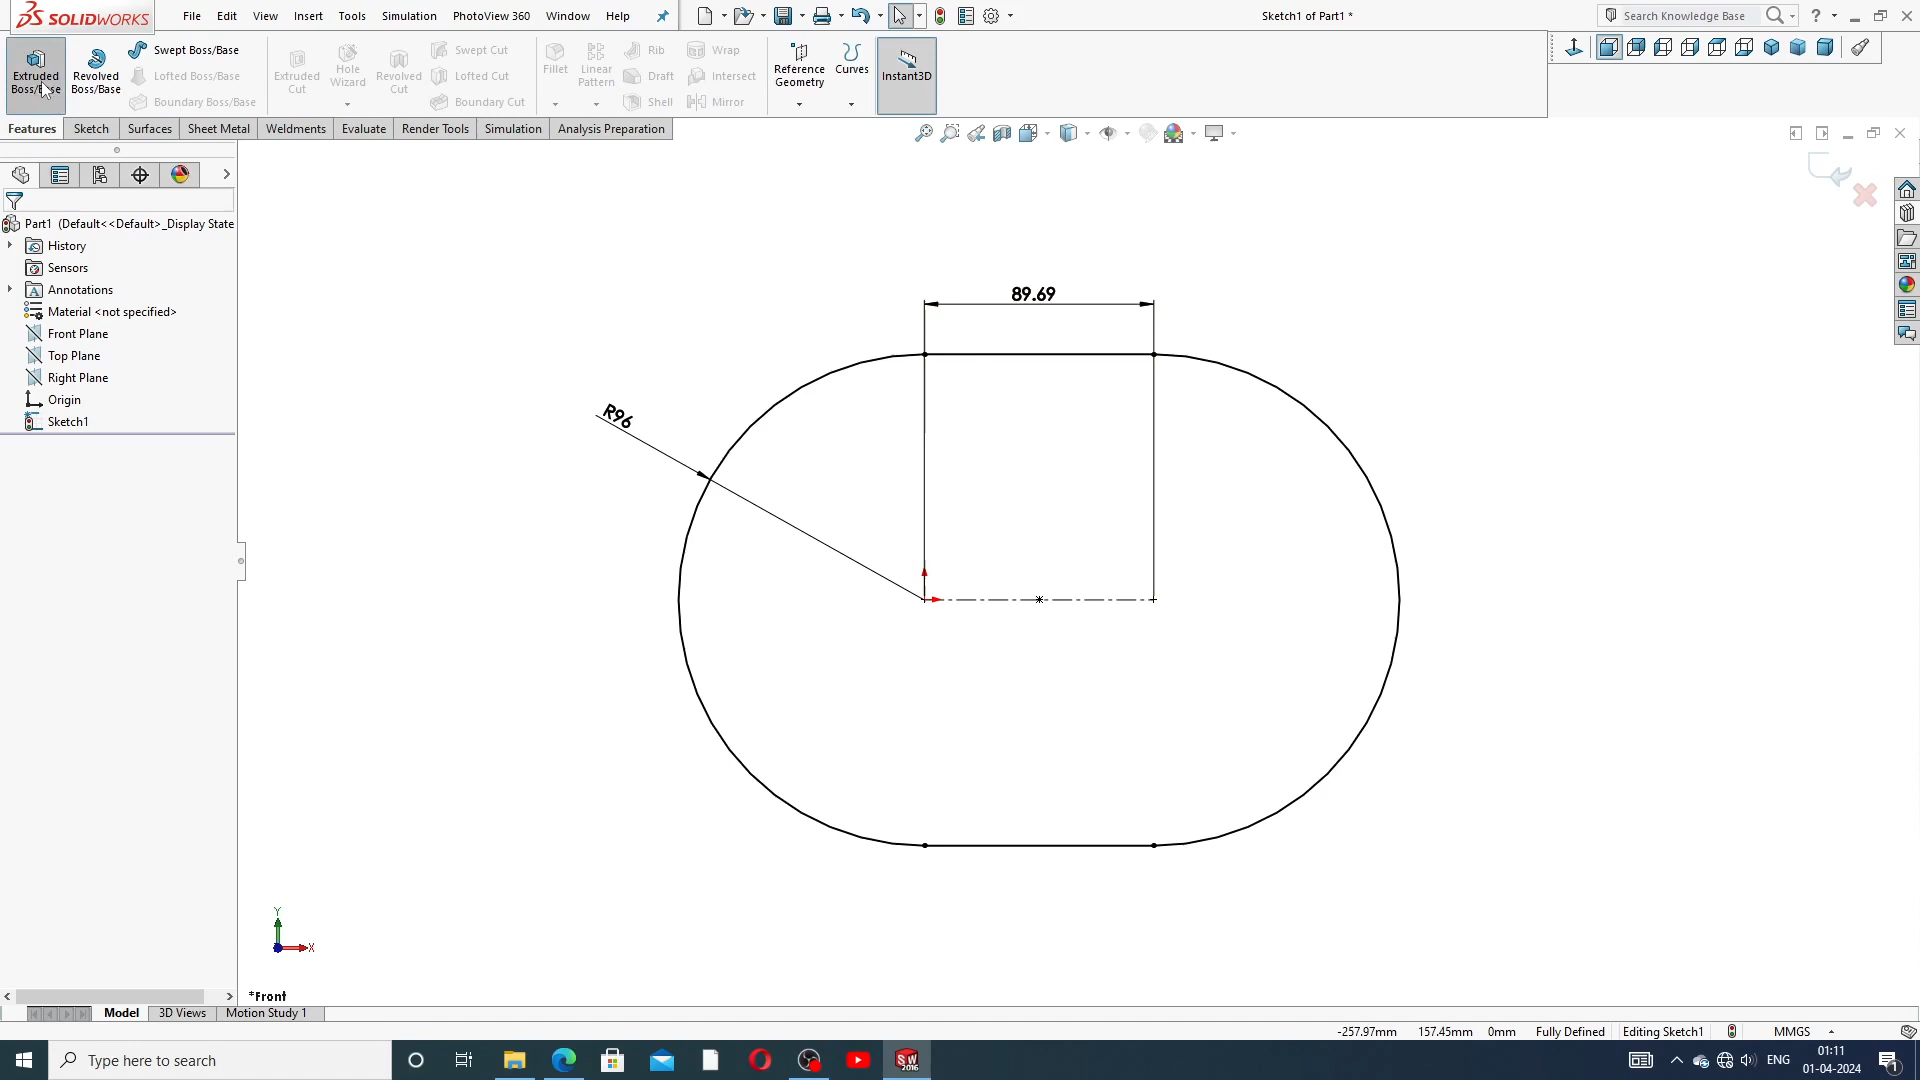 SOLIDWORKS File Edit View Insert Tools Simulation PhotoView 360 Window Help Sketch1 of Part1 * Search Knowledge Base ?
Extruded Boss/Base
Revolved Boss/Base
Swept Boss/Base
Lofted Boss/Base
Boundary Boss/Base
Extruded Cut
Hole Wizard
Revolved Cut
Swept Cut
Lofted Cut
Boundary Cut
Fillet
Linear Pattern
Rib
Draft
Shell
Wrap
Intersect
Mirror
Reference Geometry
Curves
Instant3D
Features Sketch Surfaces Sheet Metal Weldments Evaluate Render Tools Simulation Analysis Preparation
Part1 (Default<<Default>_Display State
History
Sensors
A Annotations
Material <not specified>
Front Plane
Top Plane
Right Plane
Origin
Sketch1
89.69
R96
Y
X
*Front
Model 3D Views Motion Study 1
-257.97mm 157.45mm 0mm Fully Defined Editing Sketch1 MMGS
Type here to search
SW
2016
ENG
01:11
01-04-2024
1